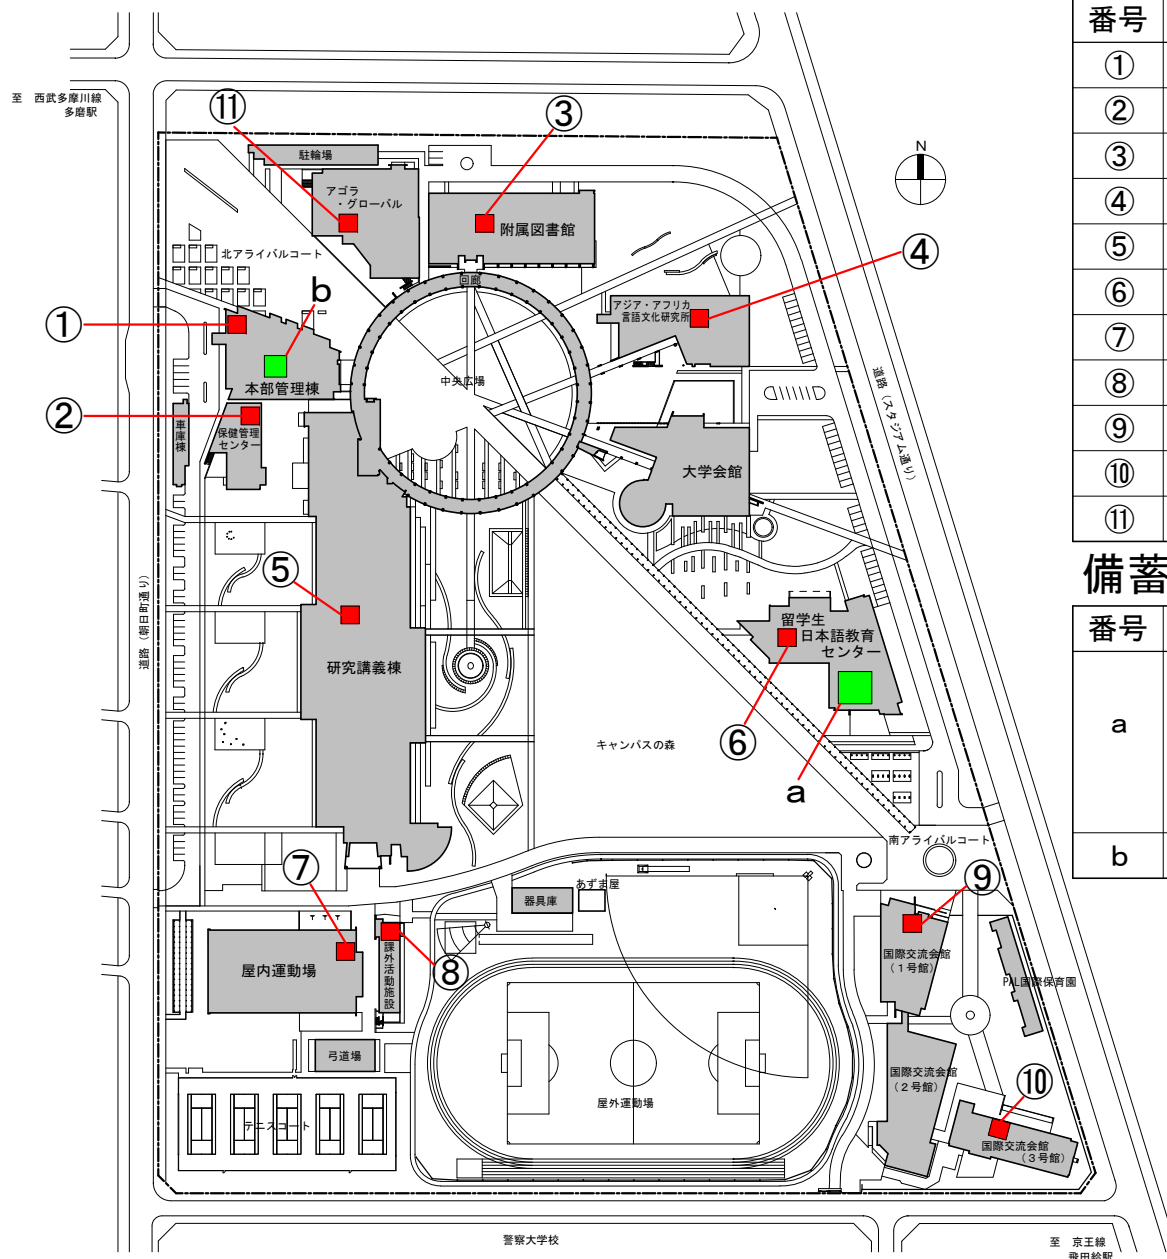 番号
①
②
③
④
⑤
⑥
⑦
⑧
⑨
⑩
⑪
備蓄
番号
a
b
至 西武多摩川線
多磨駅
⑪
③
N
駐輪場
アゴラ
・グローバル
附属図書館
④
北アライバルコート
回廊
b
アジア・アフリカ
言語文化研究所
①
中央広場
本部管理棟
道路(スタジアム通り)
②
車庫棟
保健管理
センター
大学会館
⑤
道路(朝日町通り)
留学生
日本語教育
センター
研究講義棟
⑥
キャンパスの森
a
南アライバルコート
⑦
あずま屋
⑨
器具庫
屋内運動場
課外活動施設
⑧
国際交流会館
(1号館)
PAL国際保育園
弓道場
国際交流会館
(2号館)
⑩
屋外運動場
テニスコート
国際交流会館
(3号館)
警察大学校
至 京王線
飛田給駅